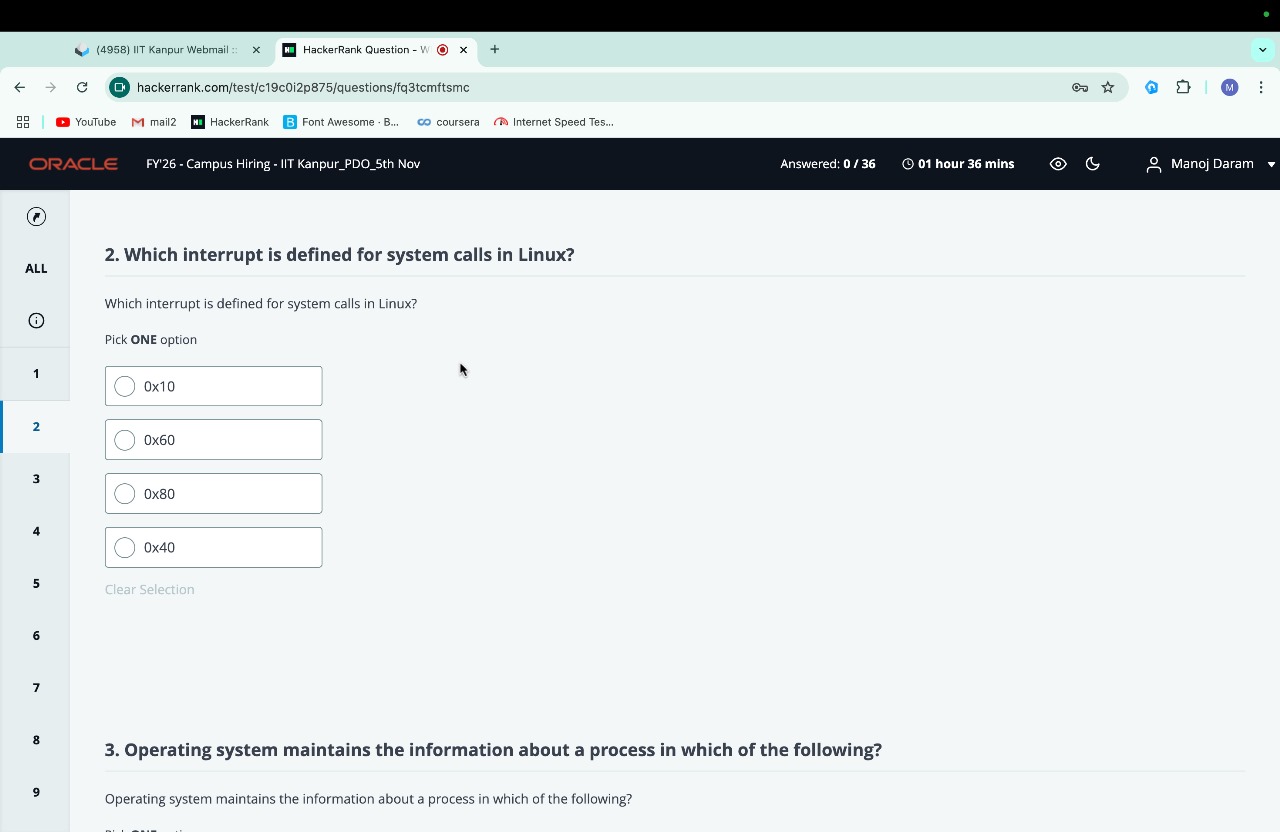 (4958) IIT Kanpur Webmail ::
HackerRank Question - W
hackerrank.com/test/c19c0i2p875/questions/fq3tcmftsmc
M
YouTube
mail2
HackerRank
Font Awesome · B...
coursera
Internet Speed Tes...
ORACLE
FY'26 - Campus Hiring - IIT Kanpur_PDO_5th Nov
Answered: 0 / 36
01 hour 36 mins
Manoj Daram
ALL
1
2
3
4
5
6
7
8
9
2. Which interrupt is defined for system calls in Linux?
Which interrupt is defined for system calls in Linux?
Pick ONE option
0x10
0x60
0x80
0x40
Clear Selection
3. Operating system maintains the information about a process in which of the following?
Operating system maintains the information about a process in which of the following?